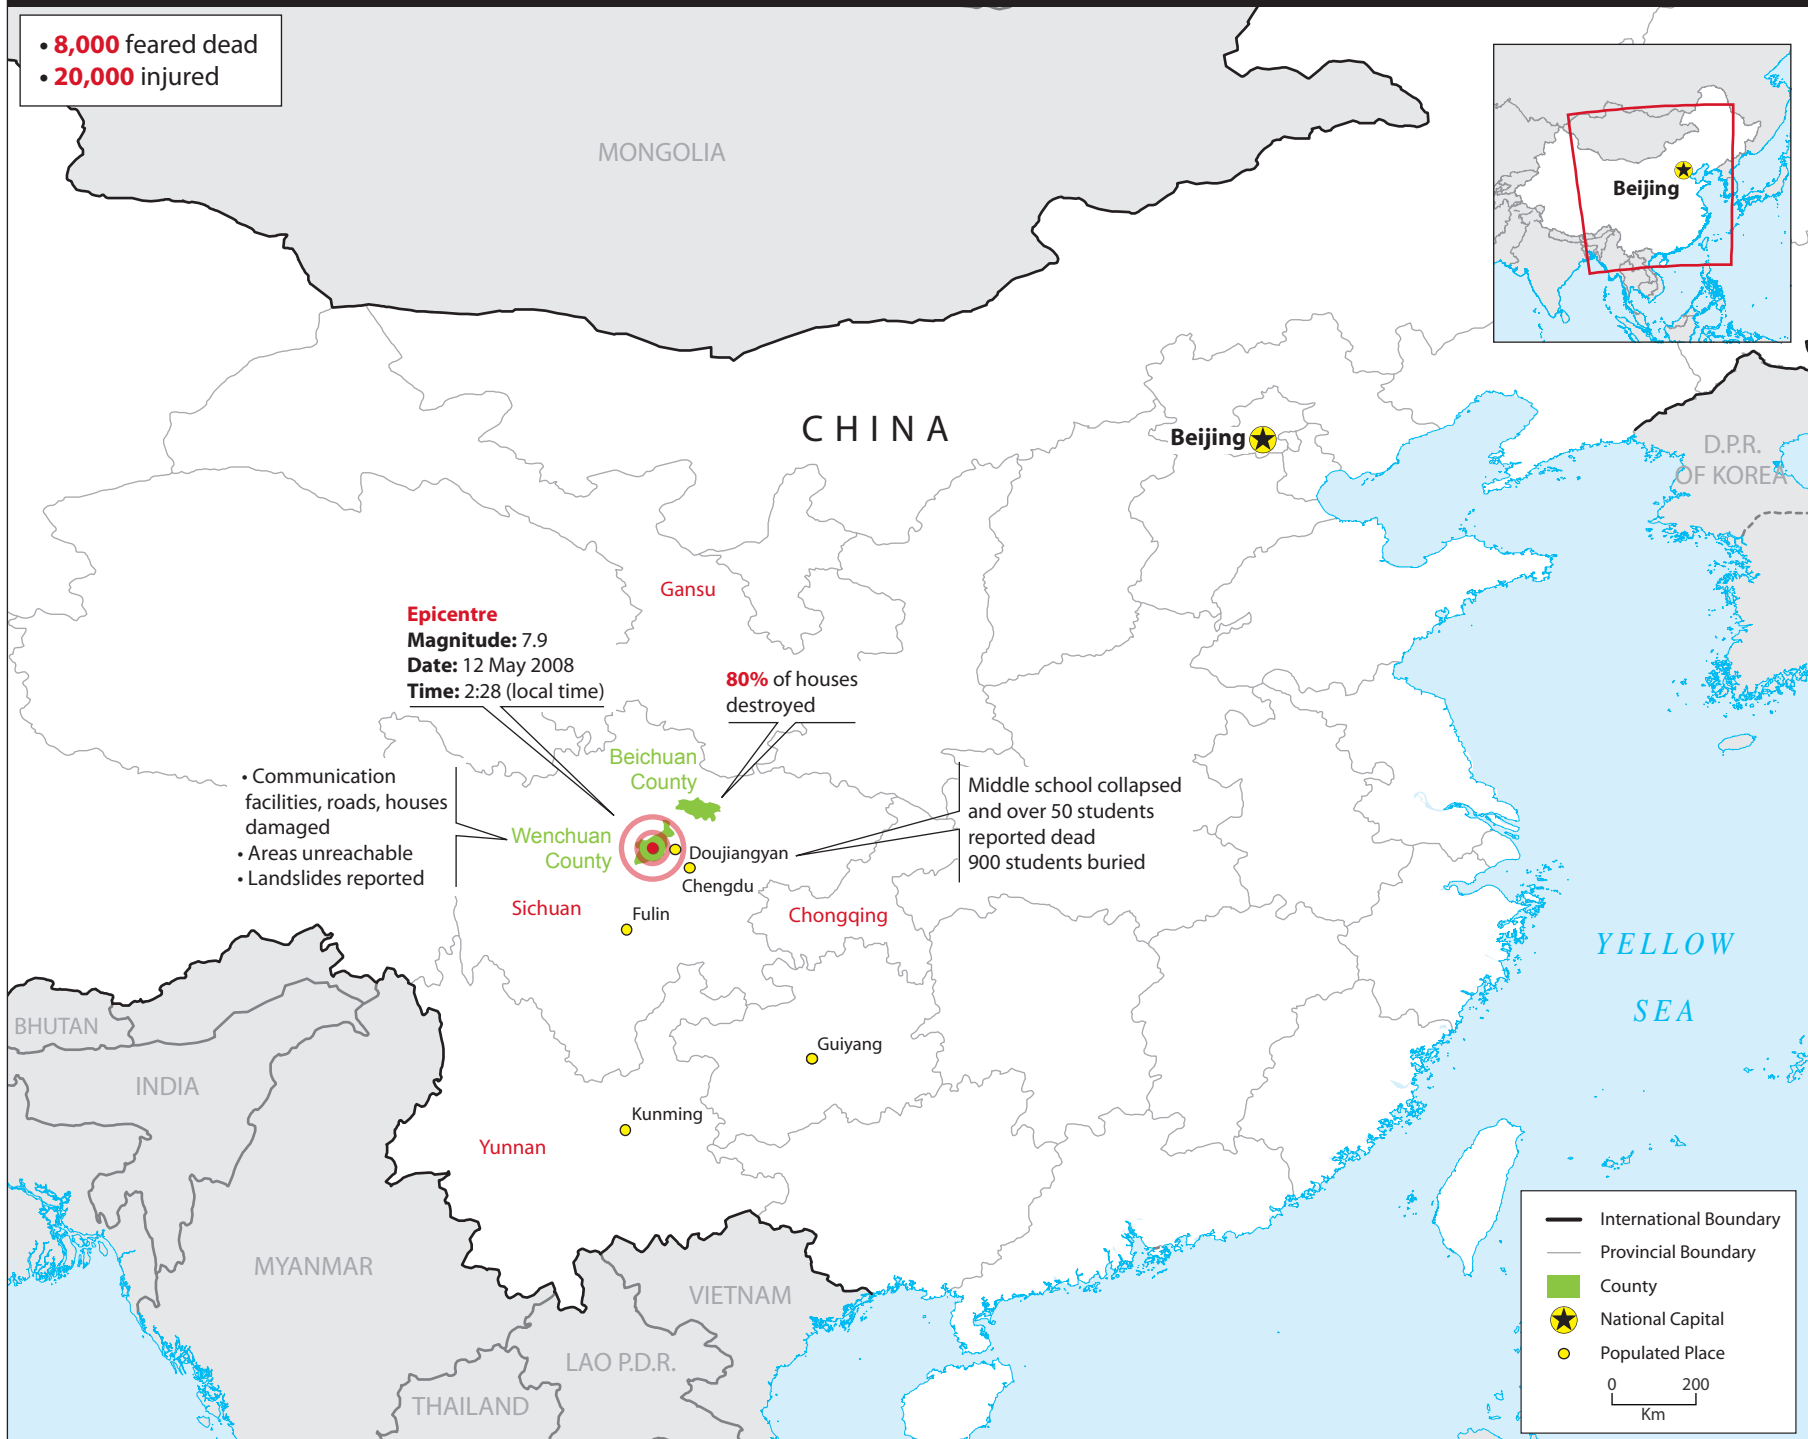 • 8,000 feared dead
• 20,000 injured
MONGOLIA
Beijing
CHINA
Beijing
D.P.R.
OF KOREA
Gansu
Epicentre
Magnitude: 7.9
Date: 12 May 2008
Time: 2:28 (local time)
80% of houses
destroyed
Beichuan
County
• Communication
facilities, roads, houses
damaged
• Areas unreachable
• Landslides reported
Wenchuan
County
Middle school collapsed
and over 50 students
reported dead
900 students buried
Doujiangyan
Chengdu
Sichuan
Fulin
Chongqing
YELLOW
SEA
BHUTAN
INDIA
Guiyang
Kunming
Yunnan
MYANMAR
VIETNAM
LAO P.D.R.
THAILAND
International Boundary
Provincial Boundary
County
National Capital
Populated Place
0 200
Km